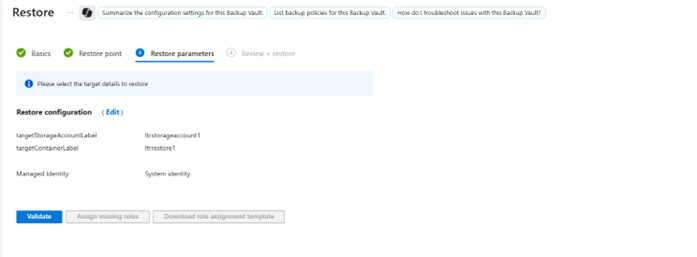 Restore ... Summarize the configuration settings for this Backup Vault. List backup policies for this Backup Vault. How do I troubleshoot issues with this Backup Vault?
Basics Restore point Restore parameters Review + restore
Please select the target details to restore
Restore configuration ( Edit )
targetStorageAccountLabel ltrstorageaccount1
targetContainerLabel ltrrestore1
Managed Identity System identity
Validate Assign missing roles Download role assignment template